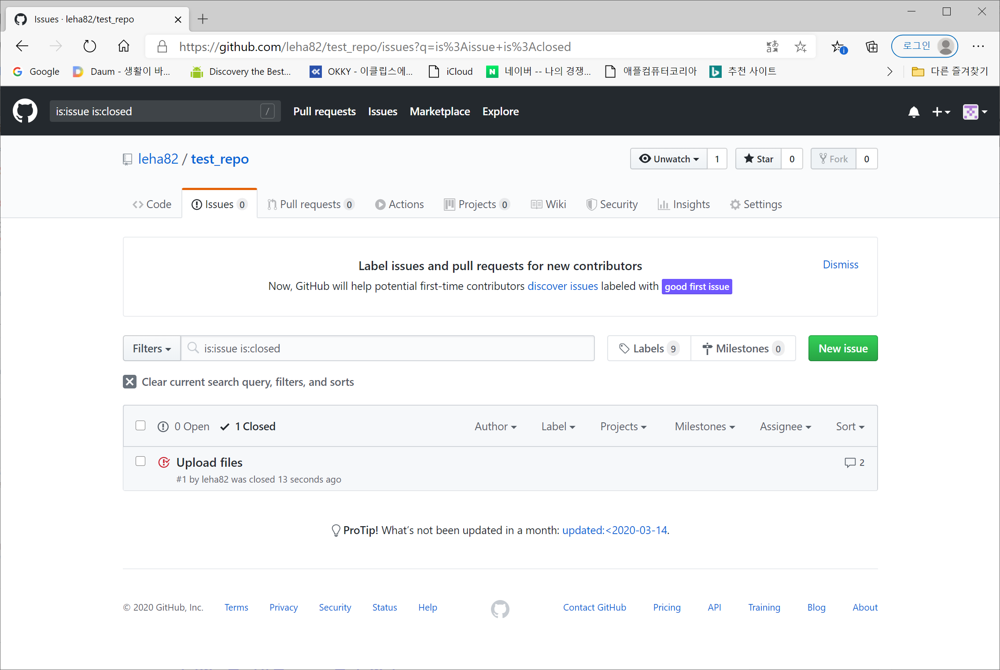 Issues · leha82/test_repo
https://github.com/leha82/test_repo/issues?q=is%3Aissue+is%3Aclosed
로그인
Google
Daum - 생활이 바...
Discovery the Best...
OKKY - 이클립스에...
iCloud
네이버 -- 나의 경쟁...
애플컴퓨터코리아
추천 사이트
다른 즐겨찾기
is:issue is:closed /
Pull requests Issues Marketplace Explore
leha82 / test_repo
Unwatch 1 Star 0 Fork 0
Code Issues 0 Pull requests 0 Actions Projects 0 Wiki Security Insights Settings
Label issues and pull requests for new contributors
Dismiss
Now, GitHub will help potential first-time contributors discover issues labeled with good first issue
Filters is:issue is:closed Labels 9 Milestones 0 New issue
Clear current search query, filters, and sorts
0 Open 1 Closed Author Label Projects Milestones Assignee Sort
Upload files 2
#1 by leha82 was closed 13 seconds ago
ProTip! What’s not been updated in a month: updated:<2020-03-14.
© 2020 GitHub, Inc. Terms Privacy Security Status Help Contact GitHub Pricing API Training Blog About